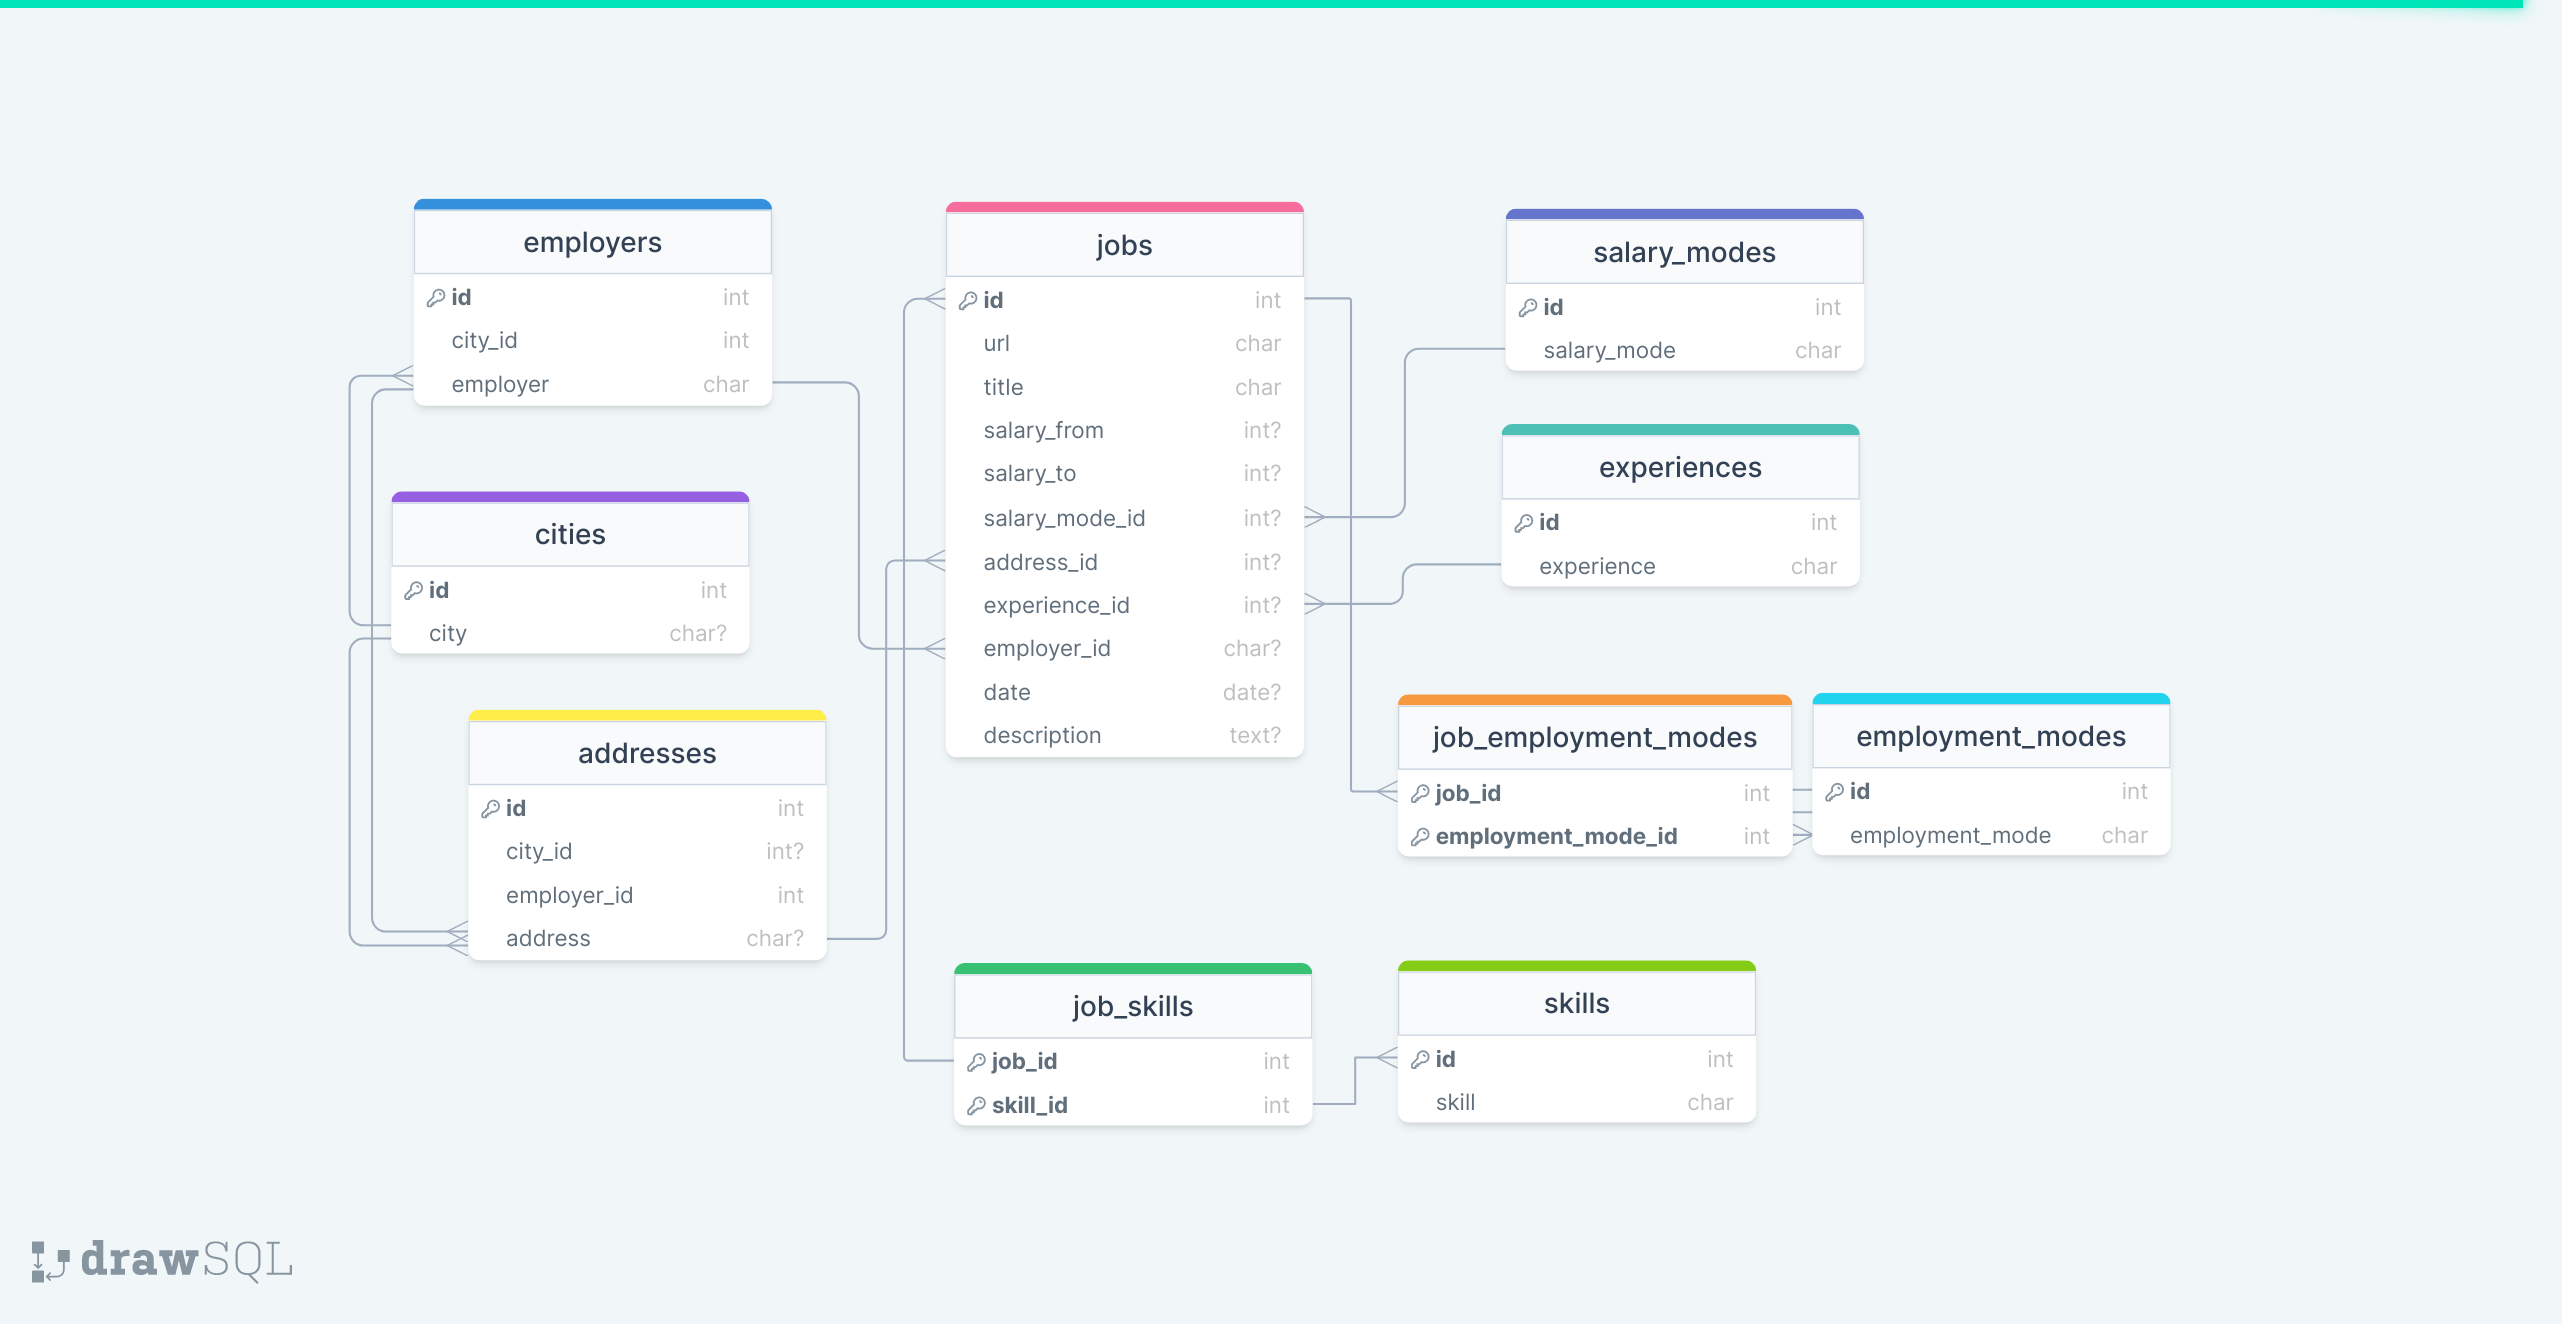 employers
id int
city_id int
employer char
cities
id int
city char?
addresses
id int
city_id int?
employer_id int
address char?
jobs
id int
url char
title char
salary_from int?
salary_to int?
salary_mode_id int?
address_id int?
experience_id int?
employer_id char?
date date?
description text?
salary_modes
id int
salary_mode char
experiences
id int
experience char
job_employment_modes
job_id int
employment_mode_id int
employment_modes
id int
employment_mode char
job_skills
job_id int
skill_id int
skills
id int
skill char
drawSQL